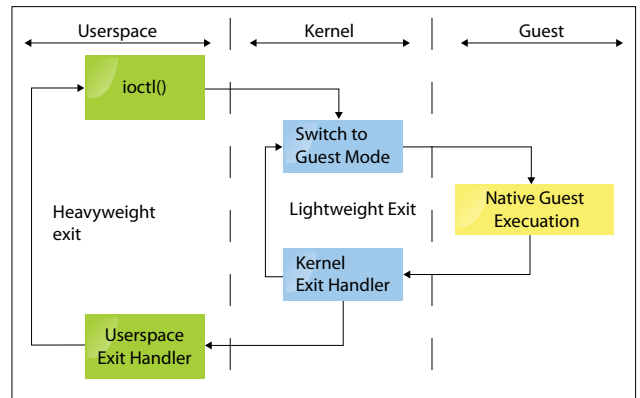 Userspace
Kernel
Guest
ioctl()
Switch to
Guest Mode
Native Guest
Execuation
Heavyweight
exit
Lightweight Exit
Kernel
Exit Handler
Userspace
Exit Handler